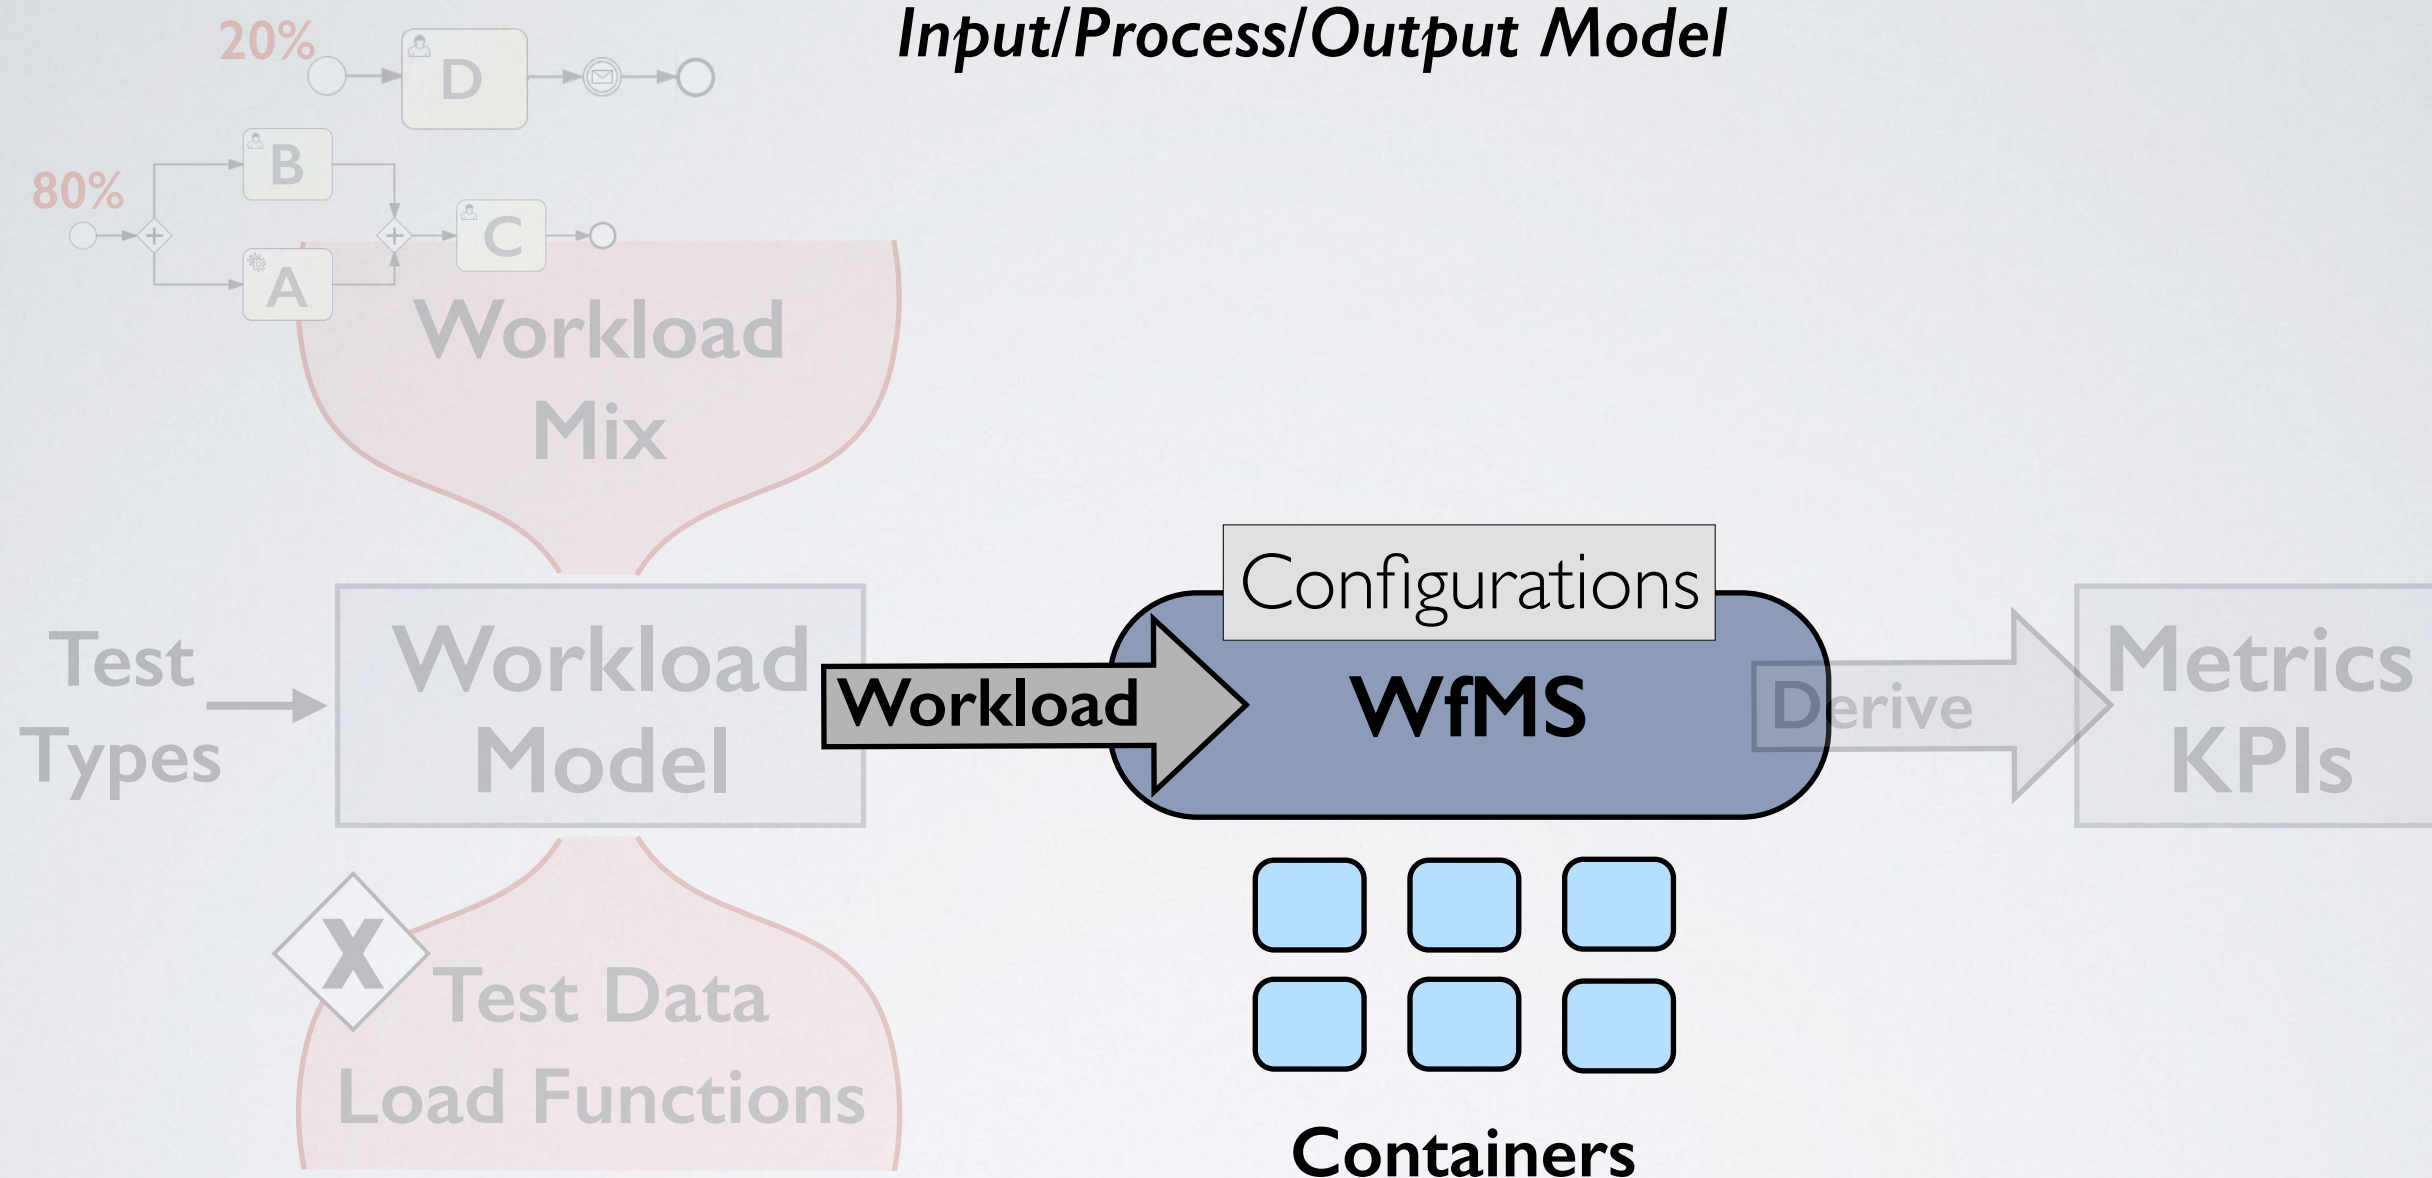 Input/Process/Output Model
20%
D
80%
B
A
C
Workload
Mix
Test
Types
Workload
Model
Workload
Configurations
WfMS
Derive
Metrics
KPIs
X
Test Data
Load Functions
Containers